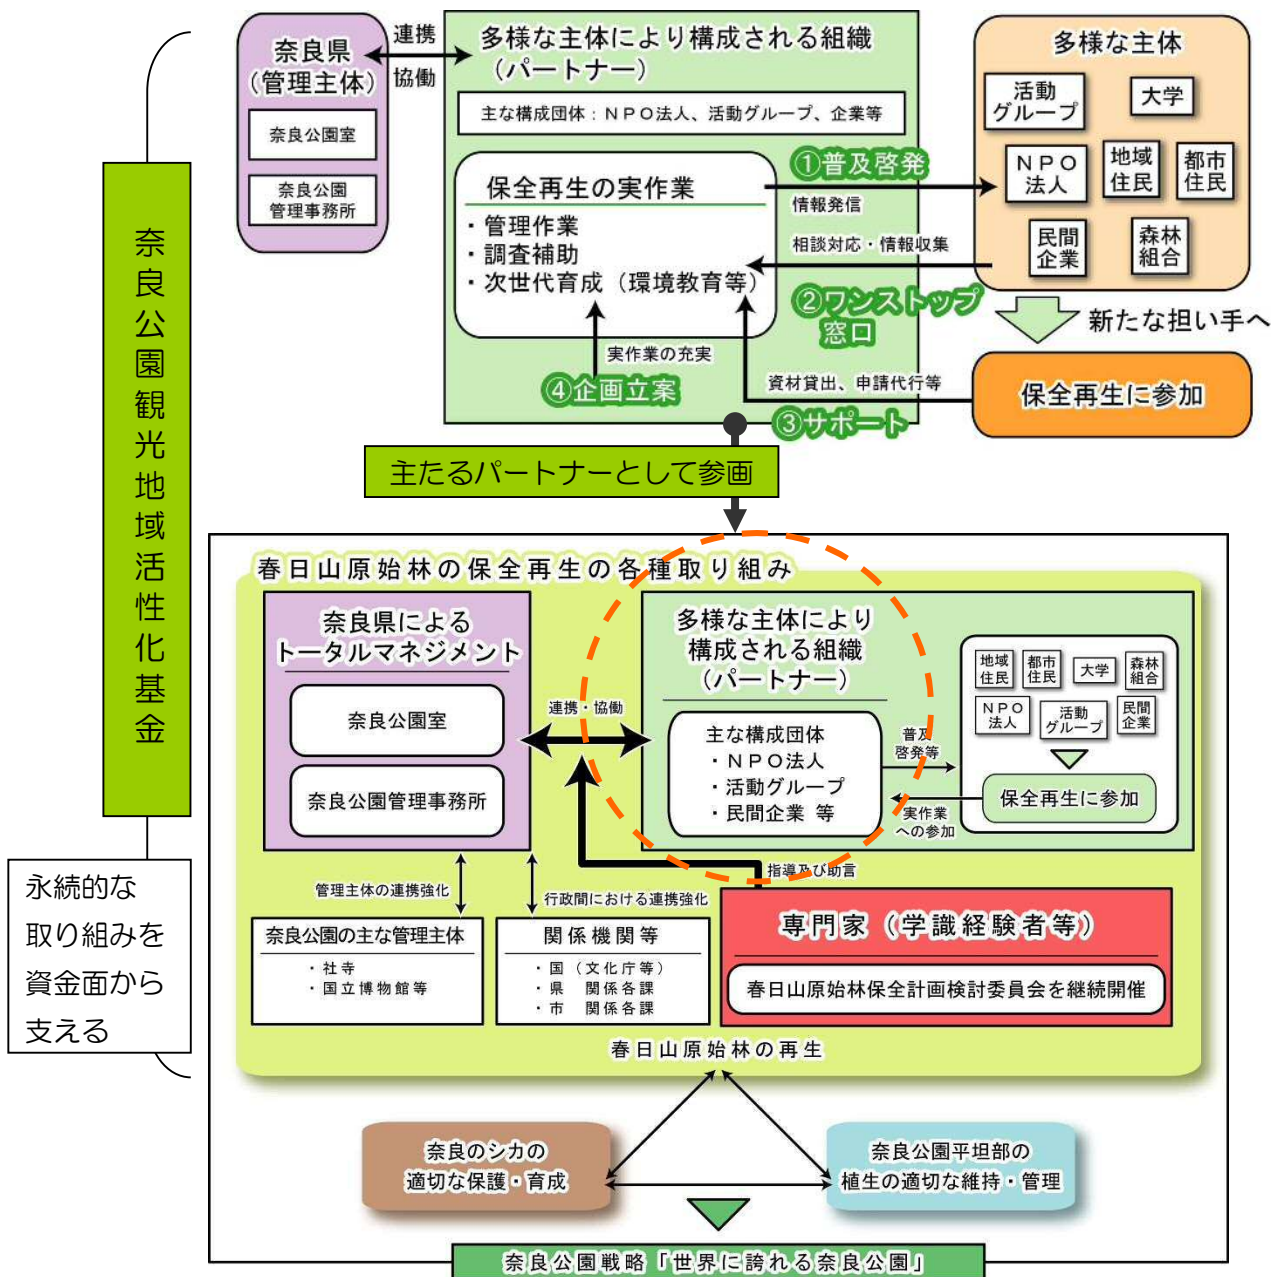 奈良県
（管理主体）
奈良公園室
奈良公園
管理事務所
連携
協働
多様な主体により構成される組織
（パートナー）
主な構成団体：ＮＰＯ法人、活動グループ、企業等
保全再生の実作業
・管理作業
・調査補助
・次世代育成（環境教育等）
①普及啓発
情報発信
相談対応・情報収集
②ワンストップ
窓口
実作業の充実
④企画立案
資材貸出、申請代行等
③サポート
多様な主体
活動
グループ
大学
ＮＰＯ
法人
地域
住民
都市
住民
民間
企業
森林
組合
新たな担い手へ
保全再生に参加
奈良公園観光地域活性化基金
永続的な
取り組みを
資金面から
支える
主たるパートナーとして参画
春日山原始林の保全再生の各種取り組み
奈良県による
トータルマネジメント
奈良公園室
奈良公園管理事務所
連携・協働
多様な主体により
構成される組織
（パートナー）
主な構成団体
・ＮＰＯ法人
・活動グループ
・民間企業 等
普及
啓発等
実作業
への参加
地域
住民
都市
住民
大学
森林
組合
ＮＰＯ
法人
活動
グループ
民間
企業
保全再生に参加
指導及び助言
管理主体の連携強化
行政間における連携強化
奈良公園の主な管理主体
・社寺
・国立博物館等
関係機関等
・国（文化庁等）
・県 関係各課
・市 関係各課
専門家（学識経験者等）
春日山原始林保全計画検討委員会を継続開催
春日山原始林の再生
奈良のシカの
適切な保護・育成
奈良公園平坦部の
植生の適切な維持・管理
奈良公園戦略「世界に誇れる奈良公園」